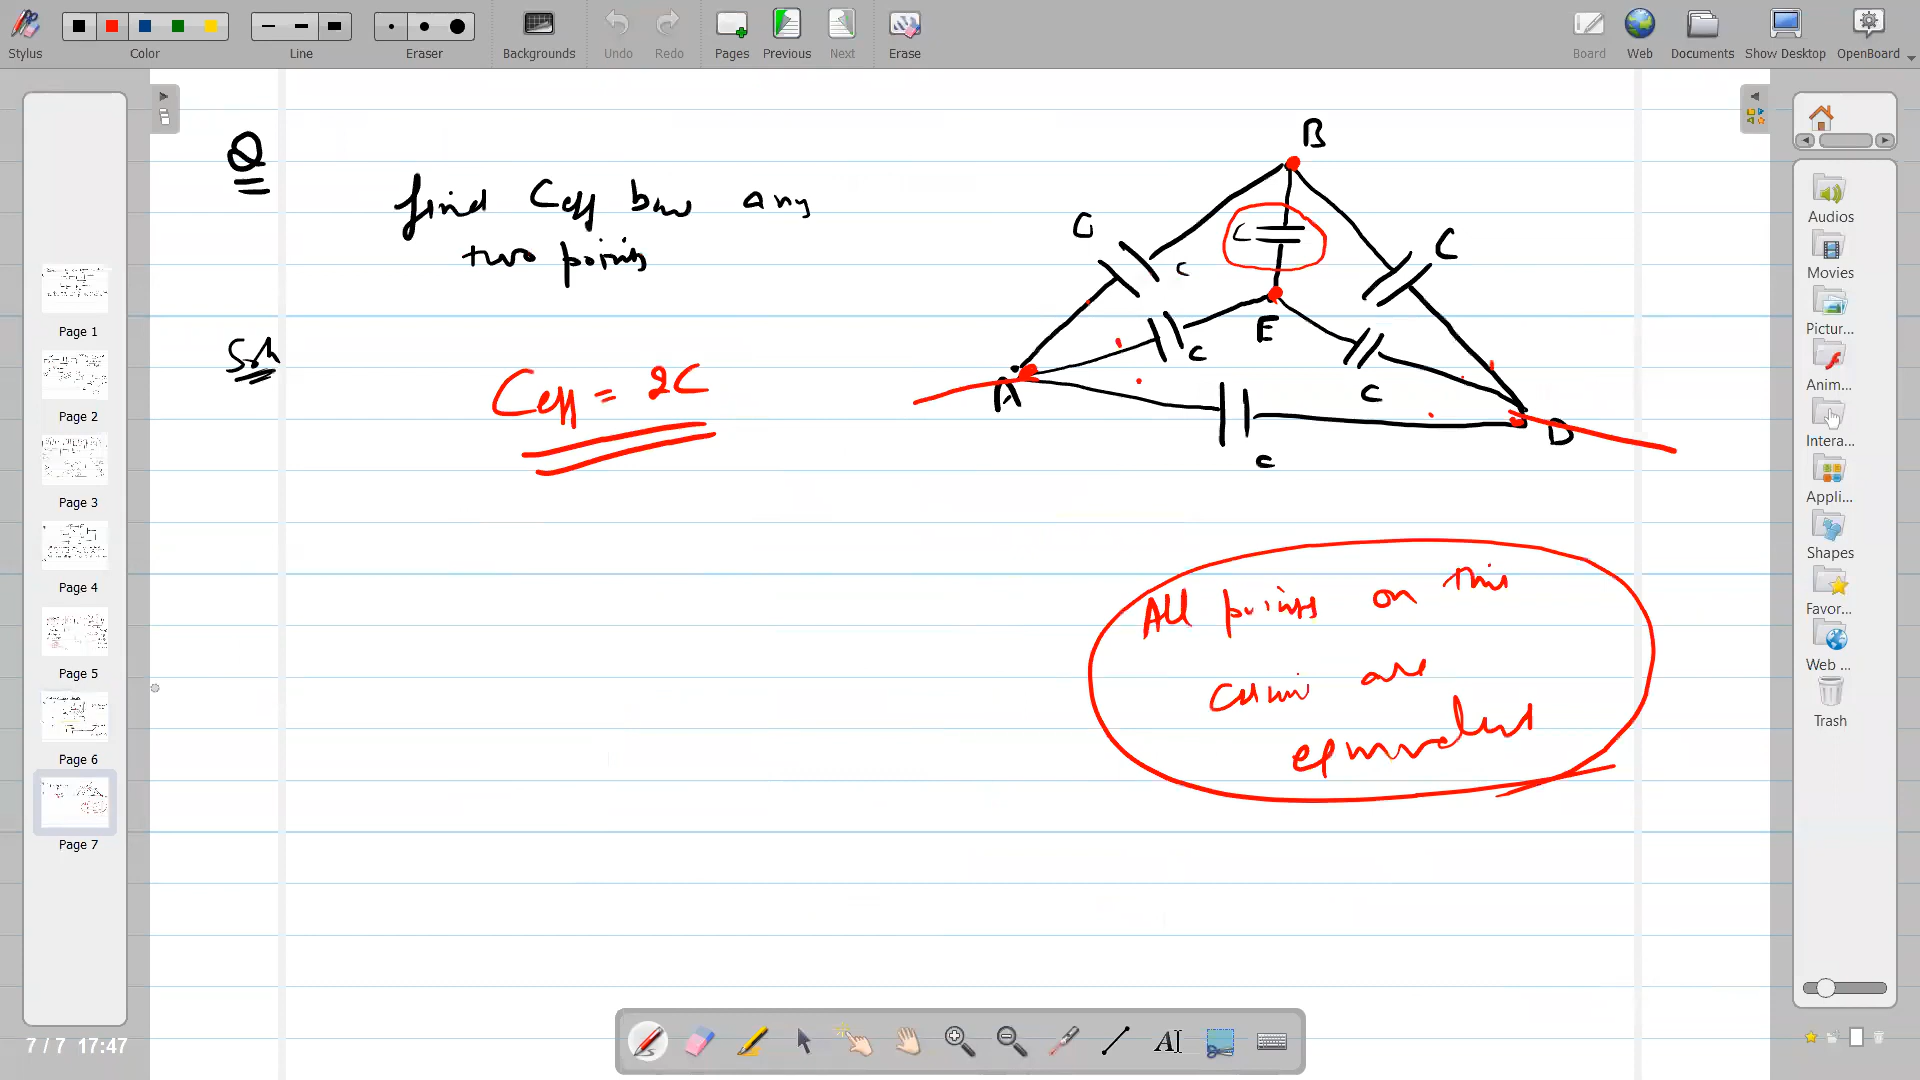 Stylus
Color
Line
Eraser
Backgrounds
Undo
Redo
Pages
Previous
Next
Erase
Board
Web
Documents
Show Desktop
OpenBoard
Page 1
Page 2
Page 3
Page 4
Page 5
Page 6
Page 7
7 / 7 17:47
Q
find Ceff bw any
two points
Soln
Ceff = 2C
B
C
C
C
C
E
C
C
A
D
C
All points on this
are
equivalent
Audios
Movies
Pictur...
Anim...
Intera...
Appli...
Shapes
Favor...
Web ...
Trash